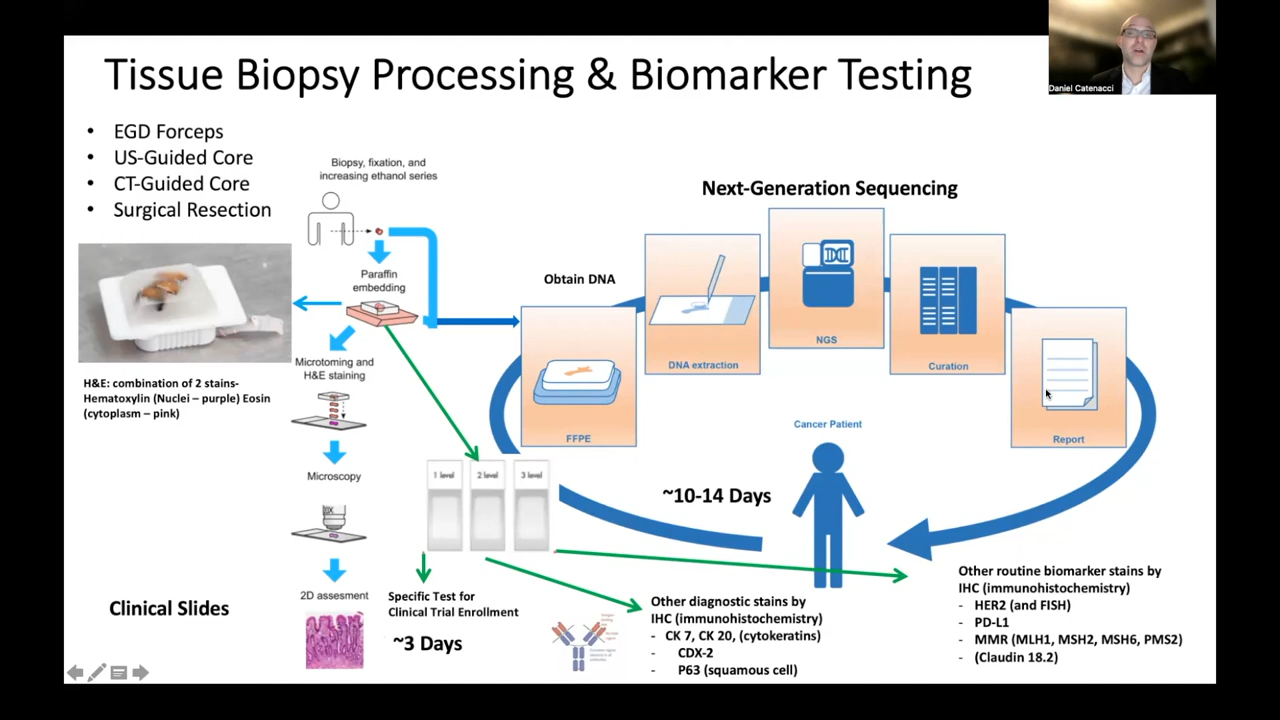 Tissue Biopsy Processing & Biomarker Testing
Daniel Catenacci
• EGD Forceps
• US-Guided Core
• CT-Guided Core
• Surgical Resection
Biopsy, fixation, and
increasing ethanol series
Paraffin
embedding
H&E: combination of 2 stains-
Hematoxylin (Nuclei – purple) Eosin
(cytoplasm – pink)
Microtoming and
H&E staining
Microscopy
2D assesment
Clinical Slides
Next-Generation Sequencing
Obtain DNA
FFPE
DNA extraction
NGS
Curation
Report
Cancer Patient
~10-14 Days
1 level
2 level
3 level
Specific Test for
Clinical Trial Enrollment
~3 Days
Other diagnostic stains by
IHC (immunohistochemistry)
- CK 7, CK 20, (cytokeratins)
- CDX-2
- P63 (squamous cell)
Other routine biomarker stains by
IHC (immunohistochemistry)
- HER2 (and FISH)
- PD-L1
- MMR (MLH1, MSH2, MSH6, PMS2)
- (Claudin 18.2)